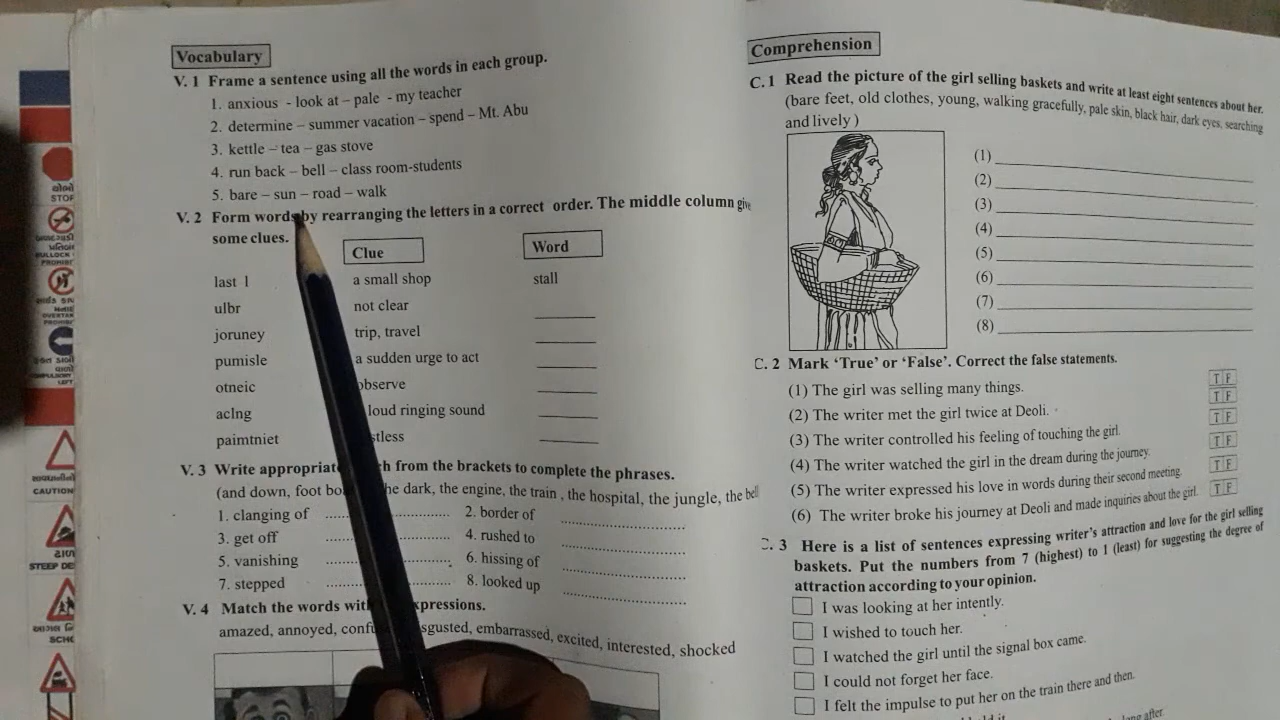 Vocabulary
V. 1 Frame a sentence using all the words in each group.
1. anxious - look at – pale - my teacher
2. determine – summer vacation – spend – Mt. Abu
3. kettle – tea – gas stove
4. run back – bell – class room-students
5. bare – sun – road – walk
V. 2 Form words by rearranging the letters in a correct order. The middle column give
some clues.
Clue Word
last l a small shop stall
ulbr not clear
joruney trip, travel
pumisle a sudden urge to act
otneic observe
aclng loud ringing sound
paimtniet
V. 3 Write appropriate from the brackets to complete the phrases.
(and down, foot the dark, the engine, the train , the hospital, the jungle, the bell
1. clanging of 2. border of
3. get off 4. rushed to
5. vanishing 6. hissing of
7. stepped 8. looked up
V. 4 Match the words expressions.
amazed, annoyed, disgusted, embarrassed, excited, interested, shocked
Comprehension
C. 1 Read the picture of the girl selling baskets and write at least eight sentences about her.
(bare feet, old clothes, young, walking gracefully, pale skin, black hair, dark eyes, searching
and lively )
(1)
(2)
(3)
(4)
(5)
(6)
(7)
(8)
C. 2 Mark ‘True’ or ‘False’. Correct the false statements.
(1) The girl was selling many things. T F
(2) The writer met the girl twice at Deoli. T F
(3) The writer controlled his feeling of touching the girl. T F
(4) The writer watched the girl in the dream during the journey. T F
(5) The writer expressed his love in words during their second meeting. T F
(6) The writer broke his journey at Deoli and made inquiries about the girl. T F
C. 3 Here is a list of sentences expressing writer’s attraction and love for the girl selling
baskets. Put the numbers from 7 (highest) to 1 (least) for suggesting the degree of
attraction according to your opinion.
I was looking at her intently.
I wished to touch her.
I watched the girl until the signal box came.
I could not forget her face.
I felt the impulse to put her on the train there and then.
long after.
STOP
CAUTION